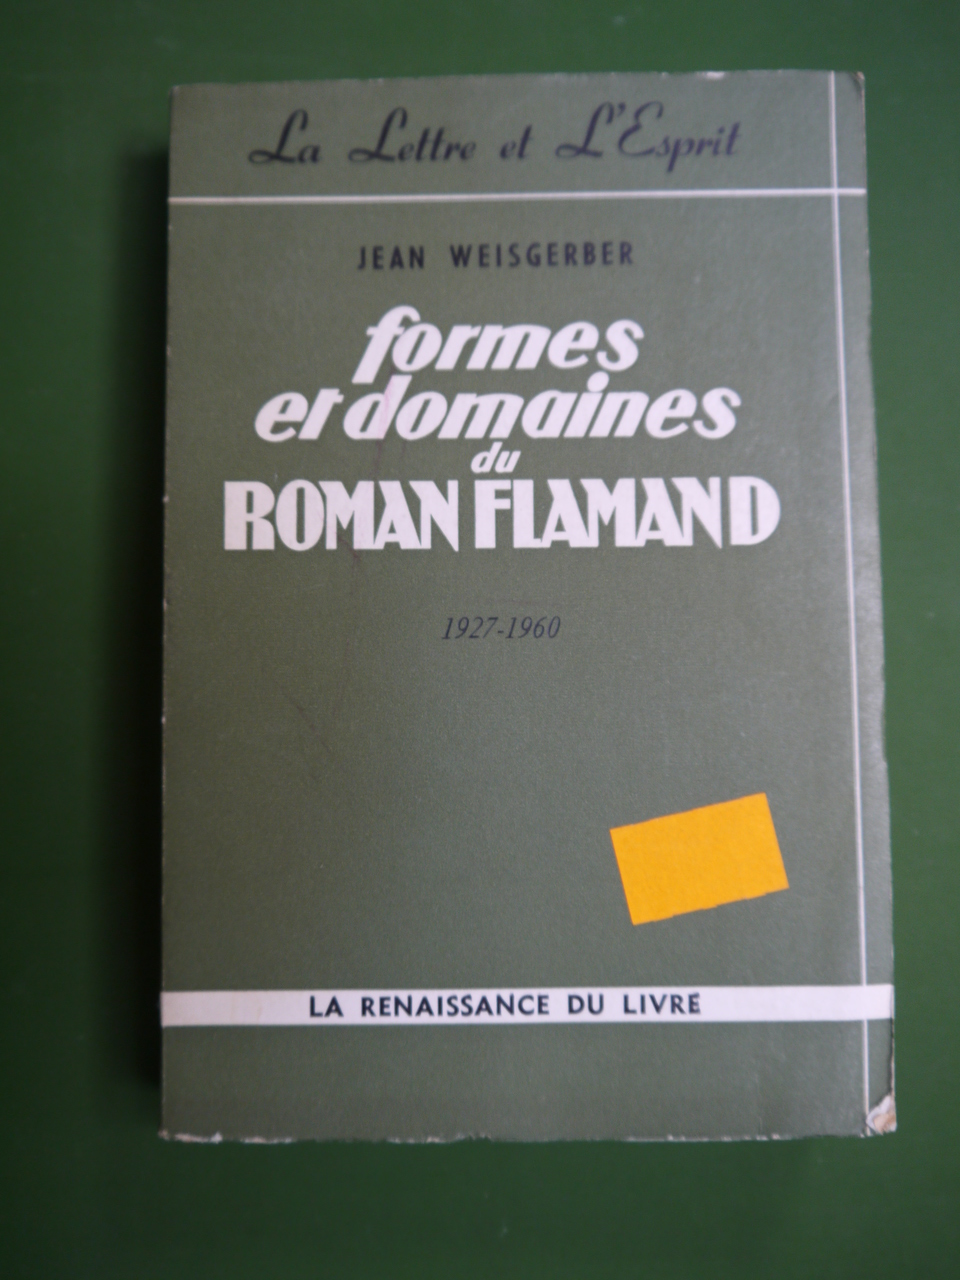 La Lettre et L'Esprit
JEAN WEISGERBER
formes
et domaines
du
ROMAN FLAMAND
1927-1960
LA RENAISSANCE DU LIVRE